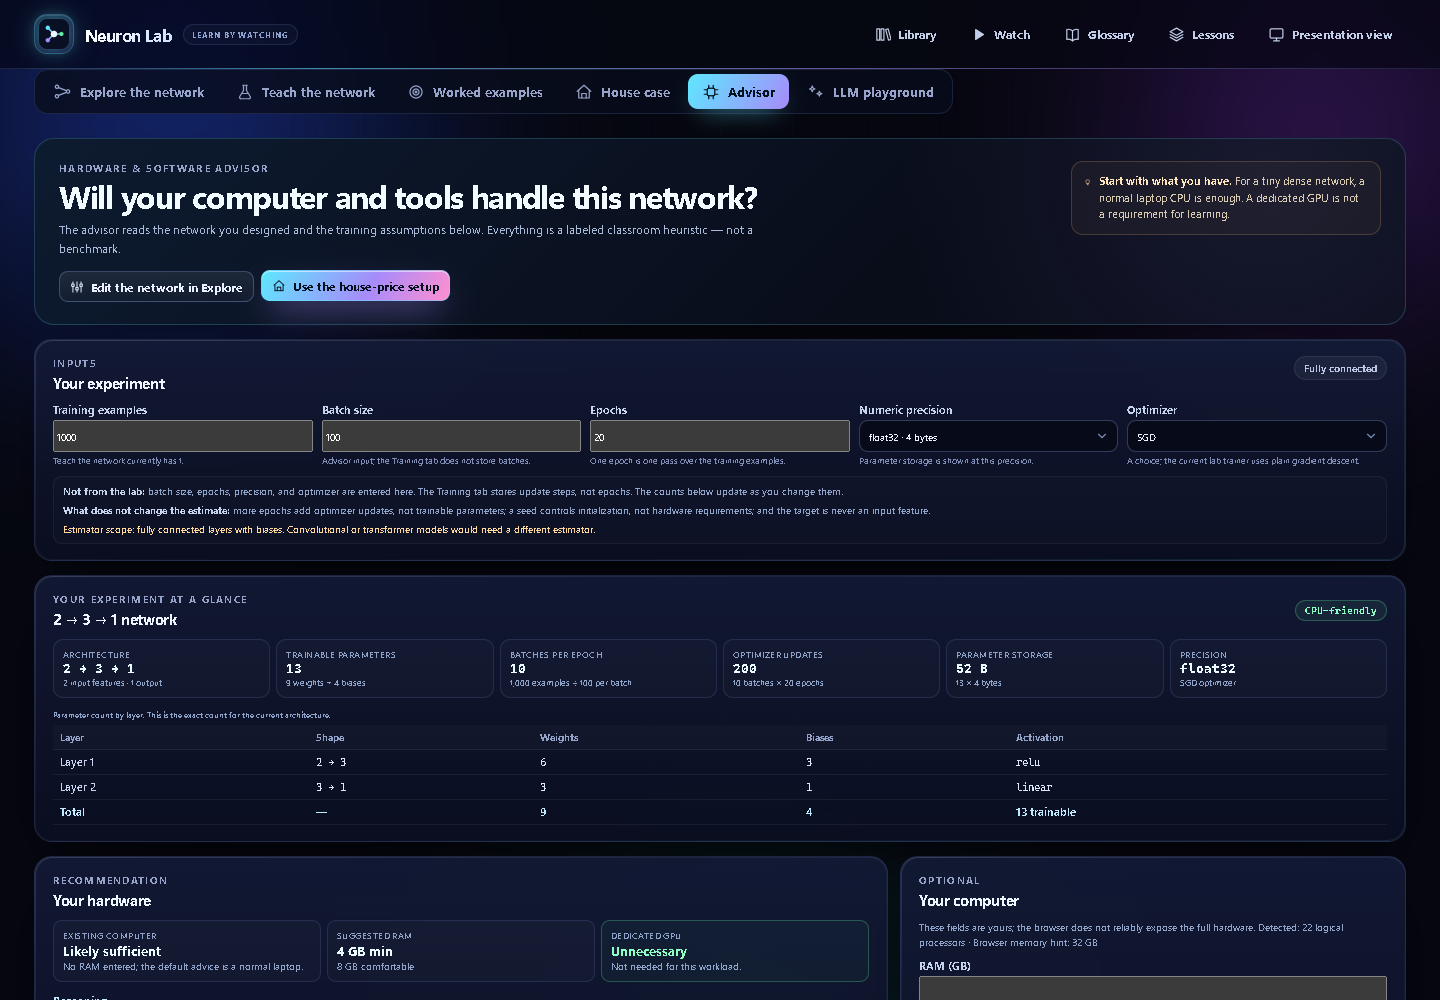 Neuron Lab
LEARN BY WATCHING
Library
Watch
Glossary
Lessons
Presentation view
Explore the network
Teach the network
Worked examples
House case
Advisor
LLM playground
HARDWARE & SOFTWARE ADVISOR
Will your computer and tools handle this network?
The advisor reads the network you designed and the training assumptions below. Everything is a labeled classroom heuristic — not a
benchmark.
Edit the network in Explore
Use the house-price setup
Start with what you have. For a tiny dense network, a
normal laptop CPU is enough. A dedicated GPU is not
a requirement for learning.
INPUTS
Your experiment
Fully connected
Training examples
Batch size
Epochs
Numeric precision
Optimizer
1000
100
20
float32 · 4 bytes
SGD
Teach the network currently has 1.
Advisor input; the Training tab does not store batches.
One epoch is one pass over the training examples.
Parameter storage is shown at this precision.
A choice; the current lab trainer uses plain gradient descent.
Not from the lab: batch size, epochs, precision, and optimizer are entered here. The Training tab stores update steps, not epochs. The counts below update as you change them.
What does not change the estimate: more epochs add optimizer updates, not trainable parameters; a seed controls initialization, not hardware requirements; and the target is never an input feature.
Estimator scope: fully connected layers with biases. Convolutional or transformer models would need a different estimator.
YOUR EXPERIMENT AT A GLANCE
2 → 3 → 1 network
CPU-friendly
ARCHITECTURE
2 → 3 → 1
2 input features · 1 output
TRAINABLE PARAMETERS
13
9 weights + 4 biases
BATCHES PER EPOCH
10
1,000 examples ÷ 100 per batch
OPTIMIZER UPDATES
200
10 batches × 20 epochs
PARAMETER STORAGE
52 B
13 × 4 bytes
PRECISION
float32
SGD optimizer
Parameter count by layer. This is the exact count for the current architecture.
Layer Shape Weights Biases Activation
Layer 1 2 → 3 6 3 relu
Layer 2 3 → 1 3 1 linear
Total — 9 4 13 trainable
RECOMMENDATION
Your hardware
EXISTING COMPUTER
Likely sufficient
No RAM entered; the default advice is a normal laptop.
SUGGESTED RAM
4 GB min
8 GB comfortable
DEDICATED GPU
Unnecessary
Not needed for this workload.
Reasoning
OPTIONAL
Your computer
These fields are yours; the browser does not reliably expose the full hardware. Detected: 22 logical
processors · Browser memory hint: 32 GB
RAM (GB)